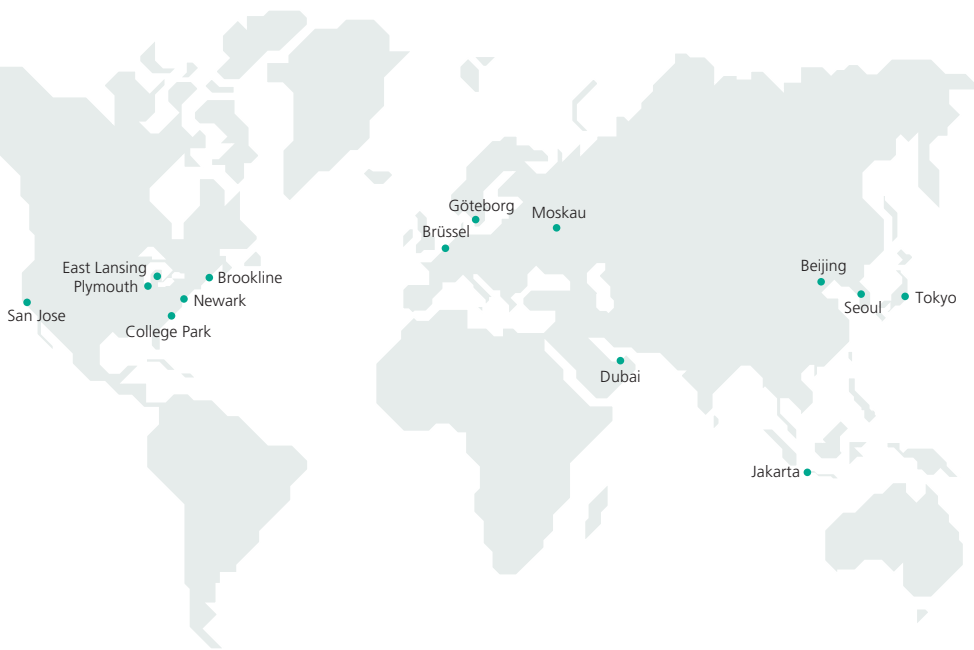 Göteborg
Moskau
Brüssel
East Lansing
Plymouth
Brookline
Newark
San Jose
College Park
Beijing
Seoul
Tokyo
Dubai
Jakarta